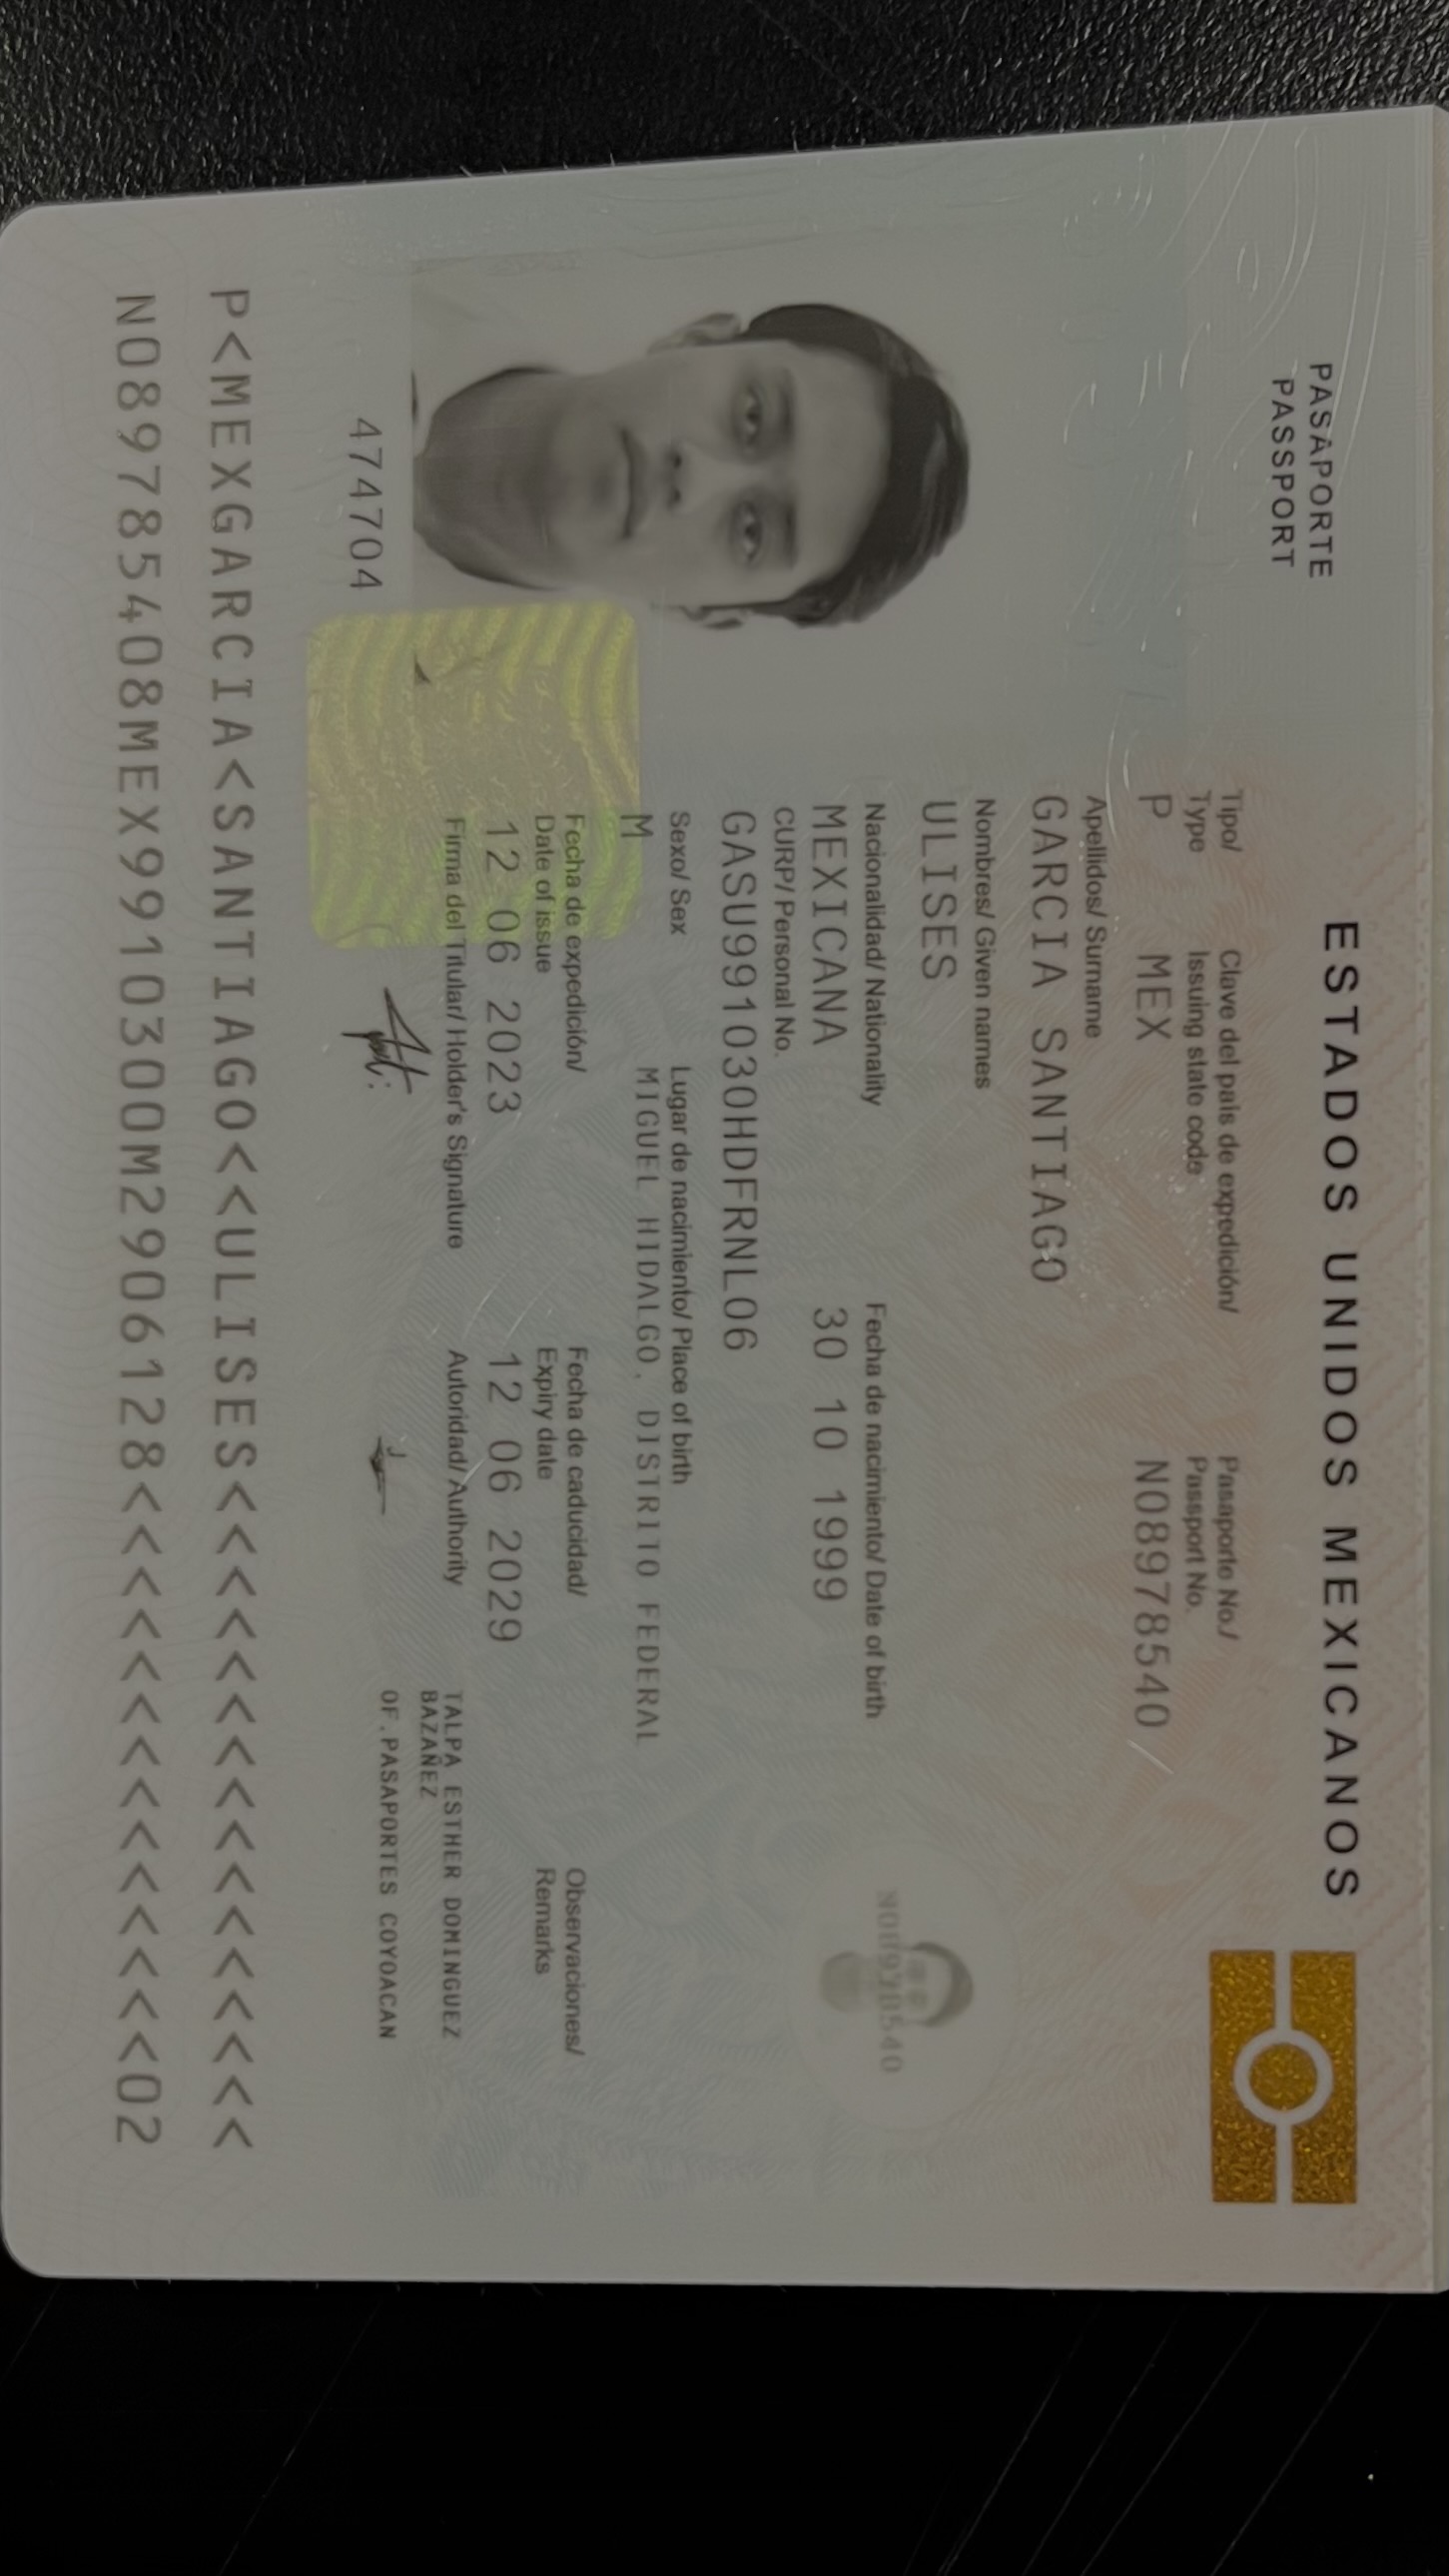 ESTADOS UNIDOS MEXICANOS
PASAPORTE
PASSPORT
Tipo/
Type
P
Clave del país de expedición/
Issuing state code
MEX
Pasaporte No./
Passport No.
N08978540
Apellidos/ Surname
GARCIA SANTIAGO
Nombres/ Given names
ULISES
Nacionalidad/ Nationality
MEXICANA
Fecha de nacimiento/ Date of birth
30 10 1999
CURP/ Personal No.
GASU991030HDFRNL06
Sexo/ Sex
M
Lugar de nacimiento/ Place of birth
MIGUEL HIDALGO, DISTRITO FEDERAL
Fecha de expedición/
Date of issue
12 06 2023
Fecha de caducidad/
Expiry date
12 06 2029
Observaciones/
Remarks
Firma del Titular/ Holder's Signature
Autoridad/ Authority
TALPA ESTHER DOMINGUEZ
BAZAÑEZ
OF.PASAPORTES COYOACAN
474704
N08978540
P<MEXGARCIA<SANTIAGO<<ULISES<<<<<<<<<<<<<<<<
N089785408MEX9910300M2906128<<<<<<<<<<<<<<02